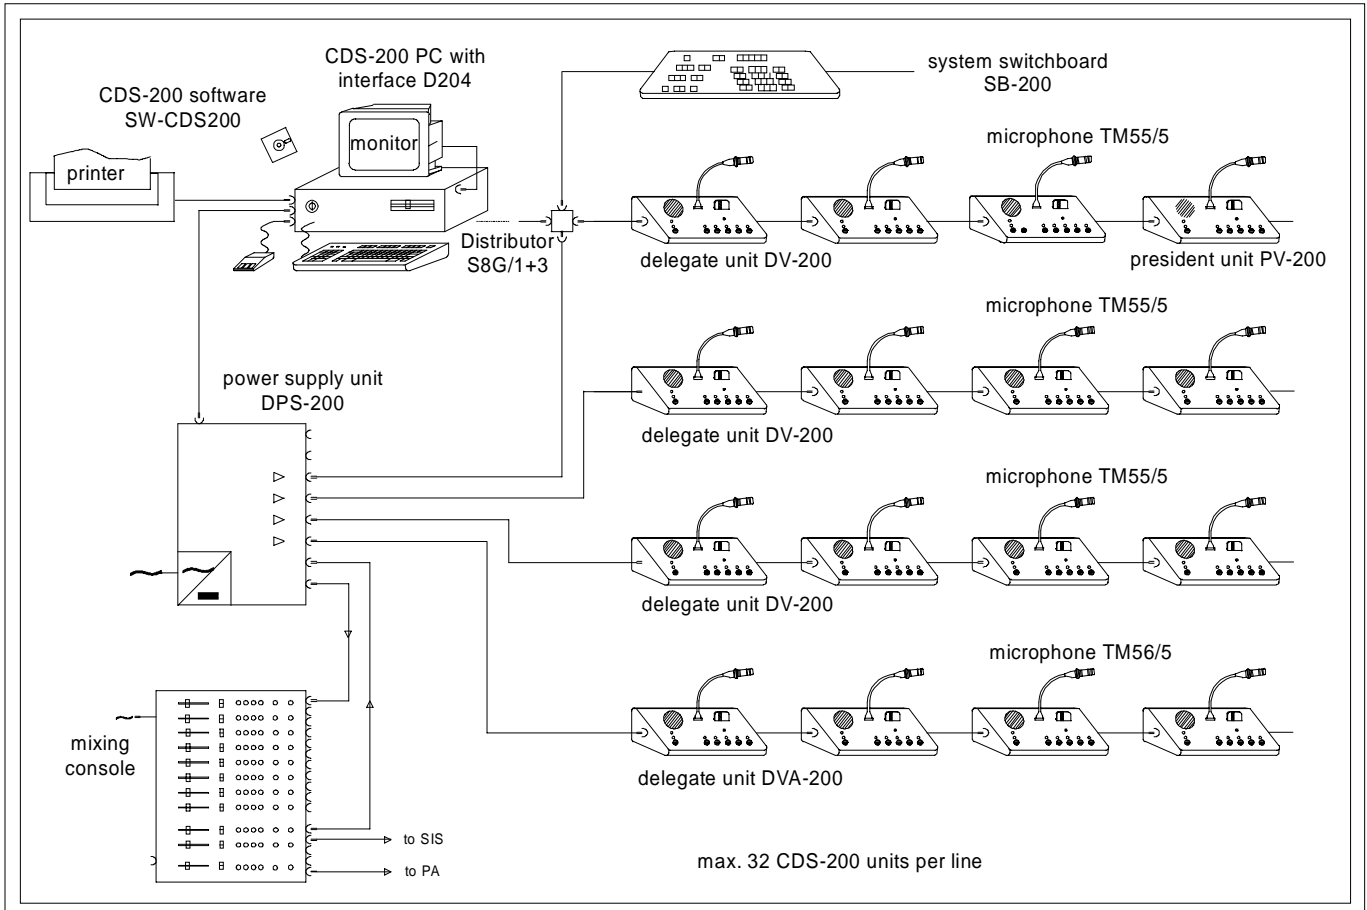 CDS-200 PC with
interface D204
system switchboard
SB-200
CDS-200 software
SW-CDS200
monitor
microphone TM55/5
printer
Distributor
S8G/1+3
delegate unit DV-200
president unit PV-200
microphone TM55/5
power supply unit
DPS-200
delegate unit DV-200
microphone TM55/5
delegate unit DV-200
microphone TM56/5
mixing
console
delegate unit DVA-200
to SIS
to PA
max. 32 CDS-200 units per line